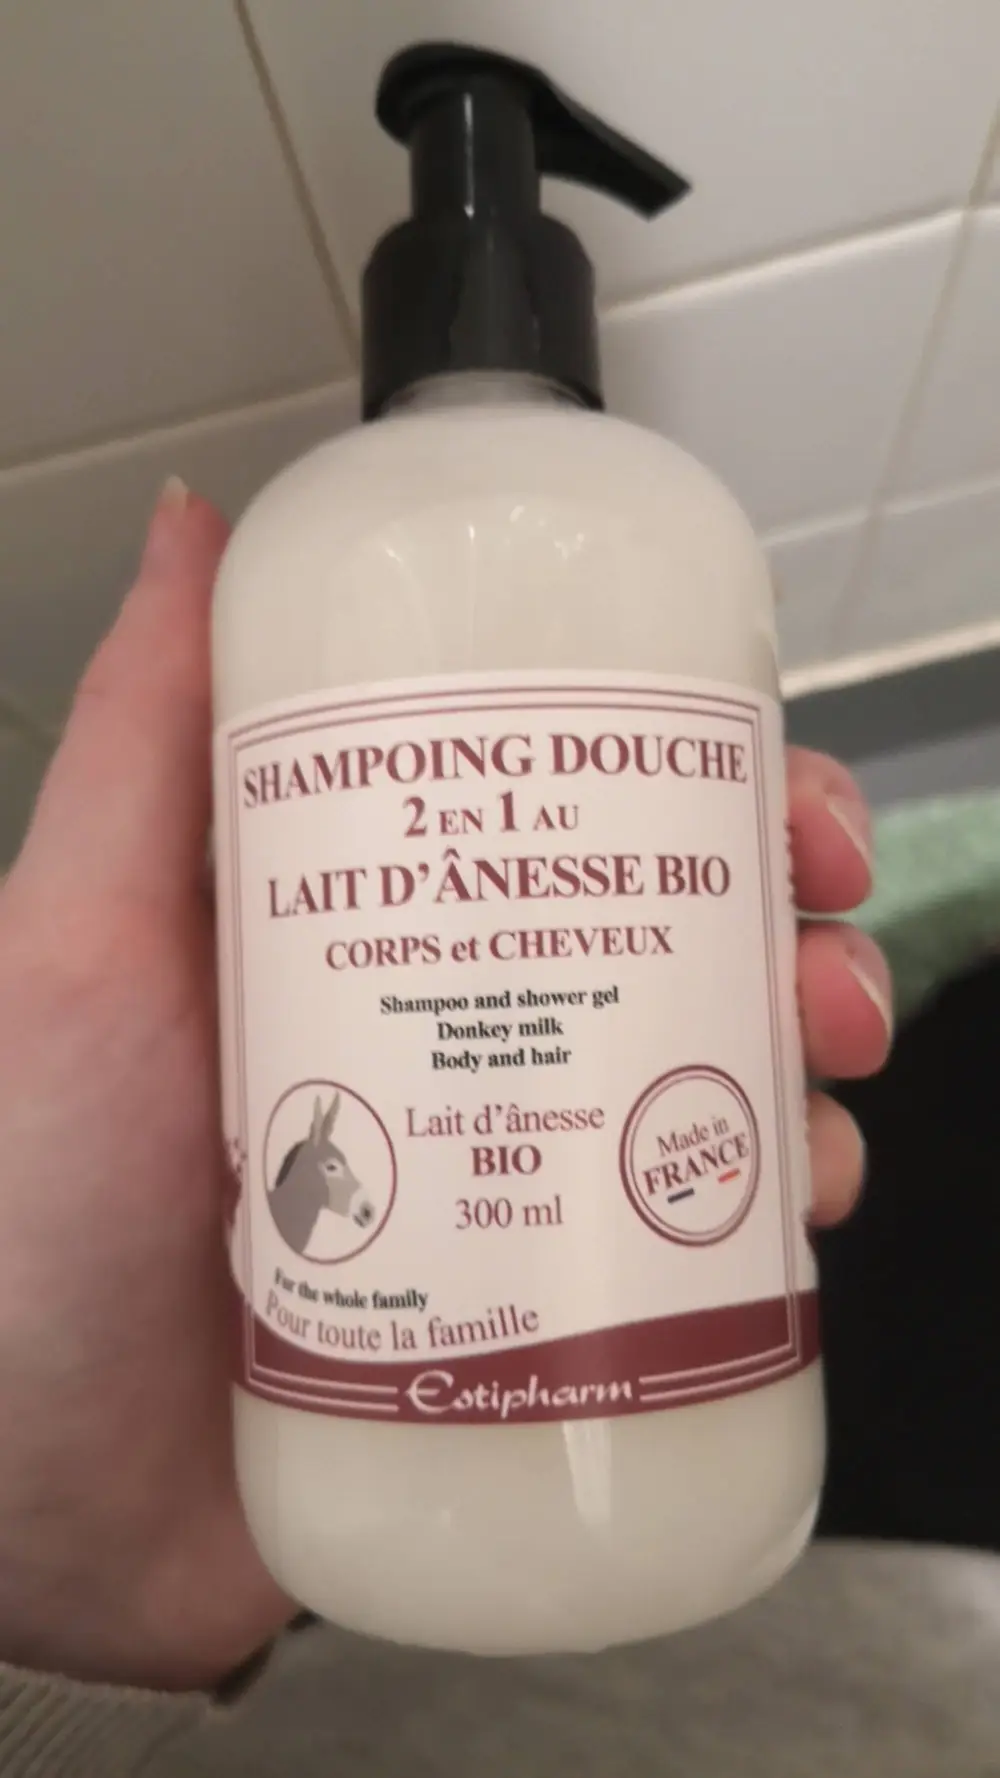 SHAMPOING DOUCHE
2 EN 1 AU
LAIT D'ÂNESSE BIO
CORPS et CHEVEUX
Shampoo and shower gel
Donkey milk
Body and hair
Lait d'ânesse
BIO
300 ml
Made in
FRANCE
For the whole family
Pour toute la famille
Estipharm